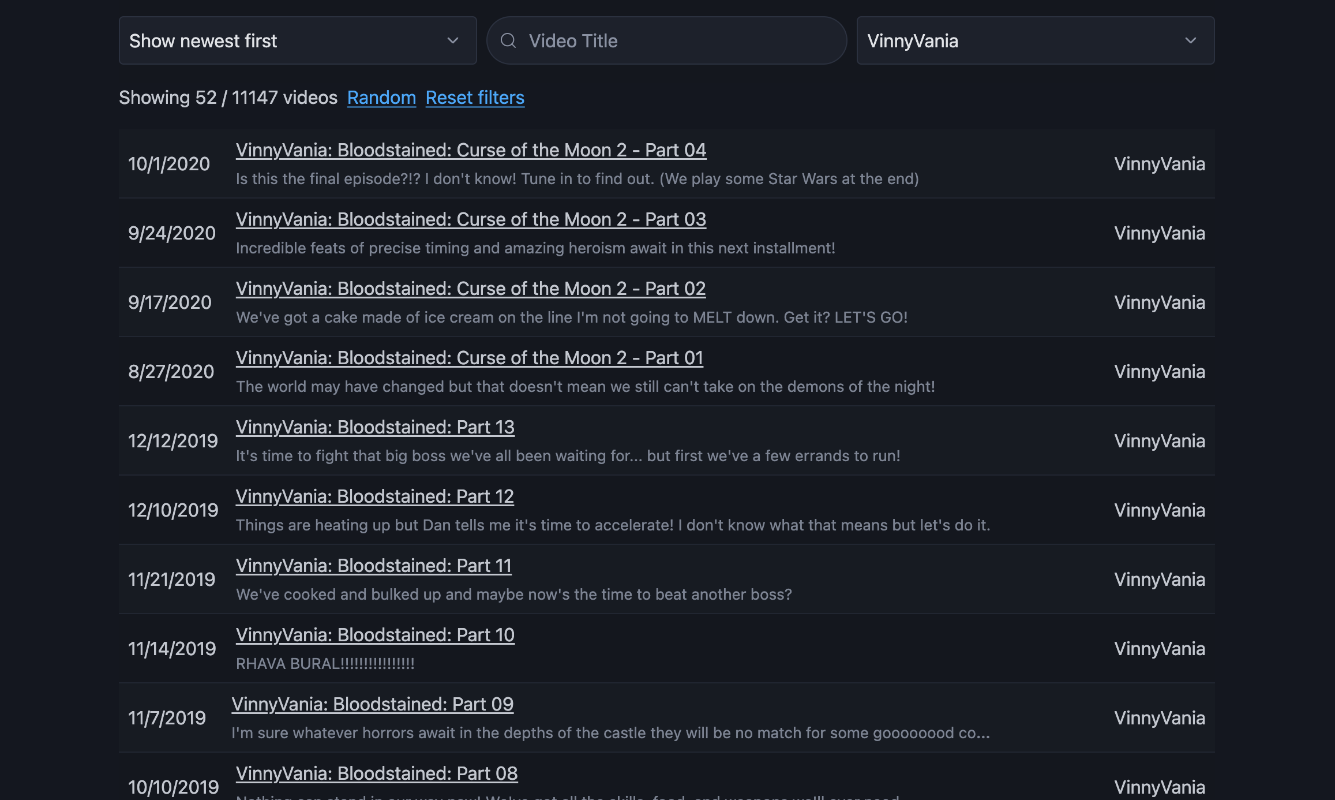 Show newest first
Video Title
VinnyVania
Showing 52 / 11147 videos Random Reset filters
10/1/2020
VinnyVania: Bloodstained: Curse of the Moon 2 - Part 04
Is this the final episode?!? I don't know! Tune in to find out. (We play some Star Wars at the end)
VinnyVania
9/24/2020
VinnyVania: Bloodstained: Curse of the Moon 2 - Part 03
Incredible feats of precise timing and amazing heroism await in this next installment!
VinnyVania
9/17/2020
VinnyVania: Bloodstained: Curse of the Moon 2 - Part 02
We've got a cake made of ice cream on the line I'm not going to MELT down. Get it? LET'S GO!
VinnyVania
8/27/2020
VinnyVania: Bloodstained: Curse of the Moon 2 - Part 01
The world may have changed but that doesn't mean we still can't take on the demons of the night!
VinnyVania
12/12/2019
VinnyVania: Bloodstained: Part 13
It's time to fight that big boss we've all been waiting for... but first we've a few errands to run!
VinnyVania
12/10/2019
VinnyVania: Bloodstained: Part 12
Things are heating up but Dan tells me it's time to accelerate! I don't know what that means but let's do it.
VinnyVania
11/21/2019
VinnyVania: Bloodstained: Part 11
We've cooked and bulked up and maybe now's the time to beat another boss?
VinnyVania
11/14/2019
VinnyVania: Bloodstained: Part 10
RHAVA BURAL!!!!!!!!!!!!!!!!
VinnyVania
11/7/2019
VinnyVania: Bloodstained: Part 09
I'm sure whatever horrors await in the depths of the castle they will be no match for some goooooood co...
VinnyVania
10/10/2019
VinnyVania: Bloodstained: Part 08
VinnyVania